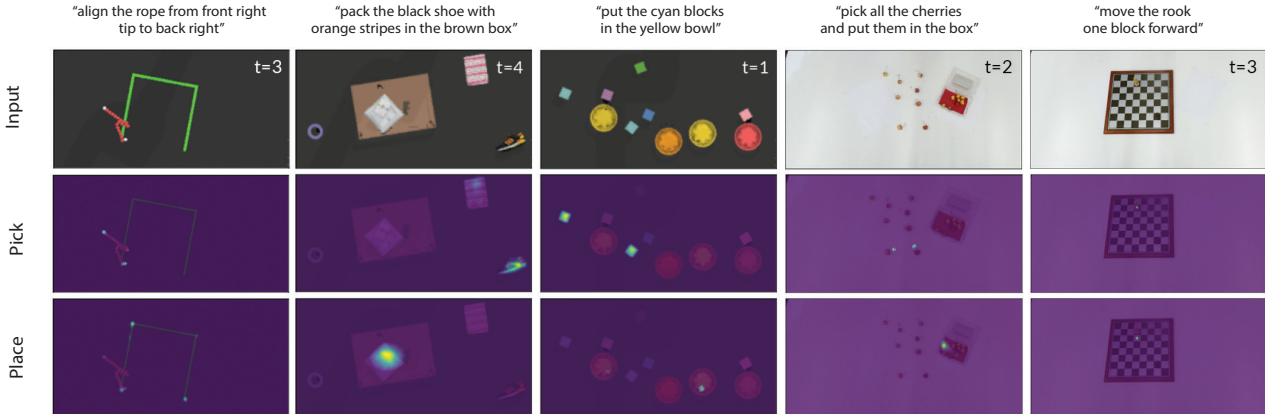 “align the rope from front right
tip to back right”
“pack the black shoe with
orange stripes in the brown box”
“put the cyan blocks
in the yellow bowl”
“pick all the cherries
and put them in the box”
“move the rook
one block forward”
Input
t=3
t=4
t=1
t=2
t=3
Pick
Place